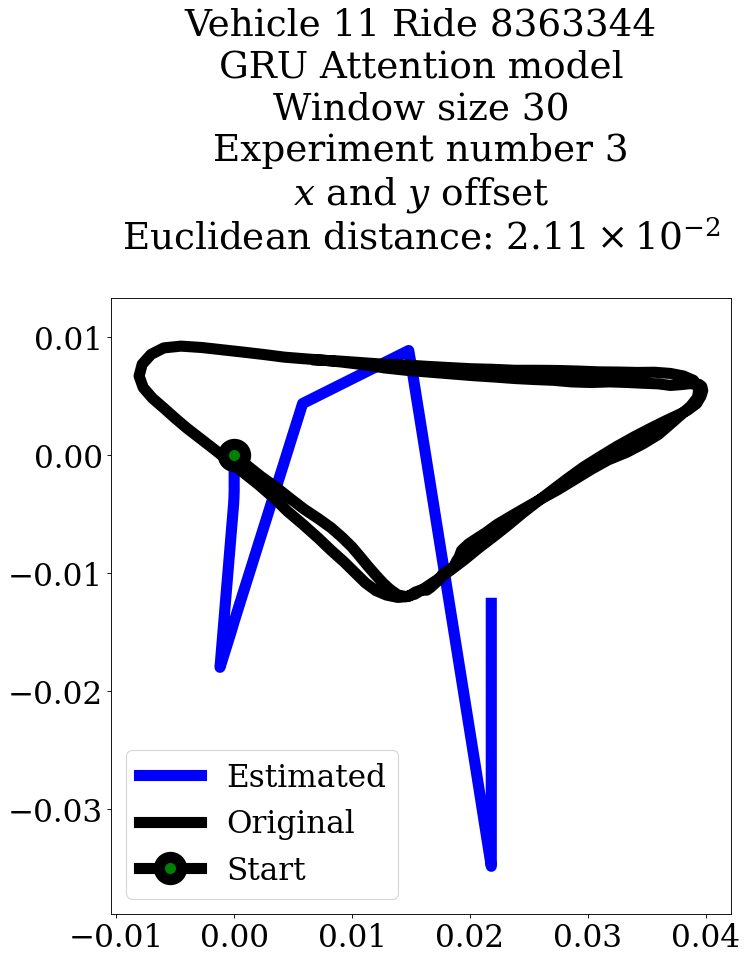 Vehicle 11 Ride 8363344
GRU Attention model
Window size 30
Experiment number 3
x and y offset
Euclidean distance: 2.11 × 10⁻²
0.01
0.00
−0.01
−0.02
−0.03
Estimated
Original
Start
−0.01 0.00 0.01 0.02 0.03 0.04